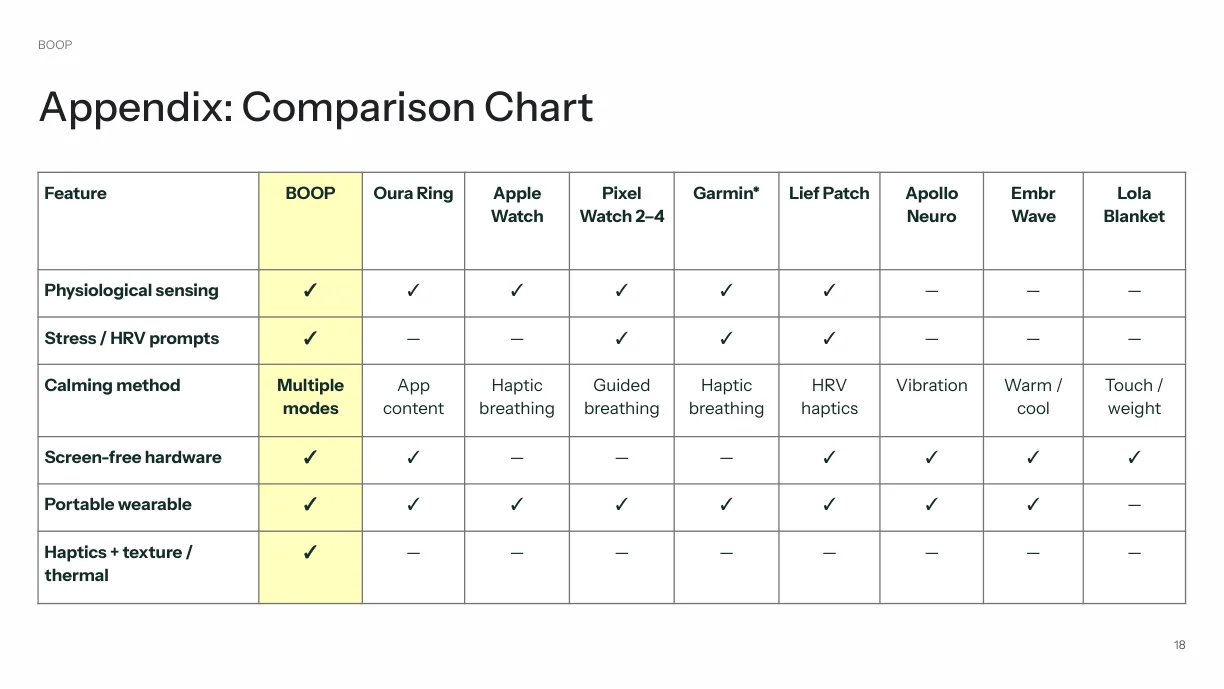 BOOP
Appendix: Comparison Chart
Feature BOOP Oura Ring Apple Watch Pixel Watch 2–4 Garmin* Lief Patch Apollo Neuro Embr Wave Lola Blanket
Physiological sensing ✓ ✓ ✓ ✓ ✓ ✓ – – –
Stress / HRV prompts ✓ – – ✓ ✓ ✓ – – –
Calming method Multiple modes App content Haptic breathing Guided breathing Haptic breathing HRV haptics Vibration Warm / cool Touch / weight
Screen-free hardware ✓ ✓ – – – ✓ ✓ ✓ ✓
Portable wearable ✓ ✓ ✓ ✓ ✓ ✓ ✓ ✓ –
Haptics + texture / thermal ✓ – – – – – – – –
18